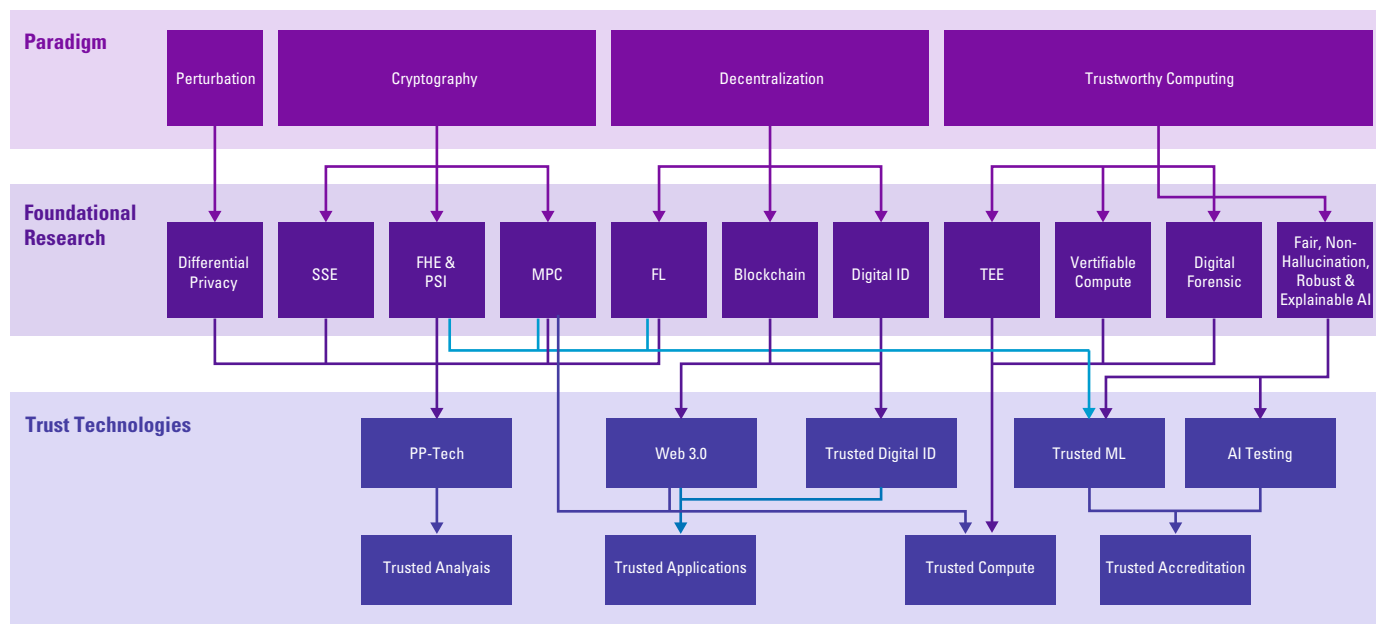 Paradigm
Perturbation
Cryptography
Decentralization
Trustworthy Computing
Foundational
Research
Differential
Privacy
SSE
FHE &
PSI
MPC
FL
Blockchain
Digital ID
TEE
Vertifiable
Compute
Digital
Forensic
Fair, Non-
Hallucination,
Robust &
Explainable AI
Trust Technologies
PP-Tech
Web 3.0
Trusted Digital ID
Trusted ML
AI Testing
Trusted Analyais
Trusted Applications
Trusted Compute
Trusted Accreditation